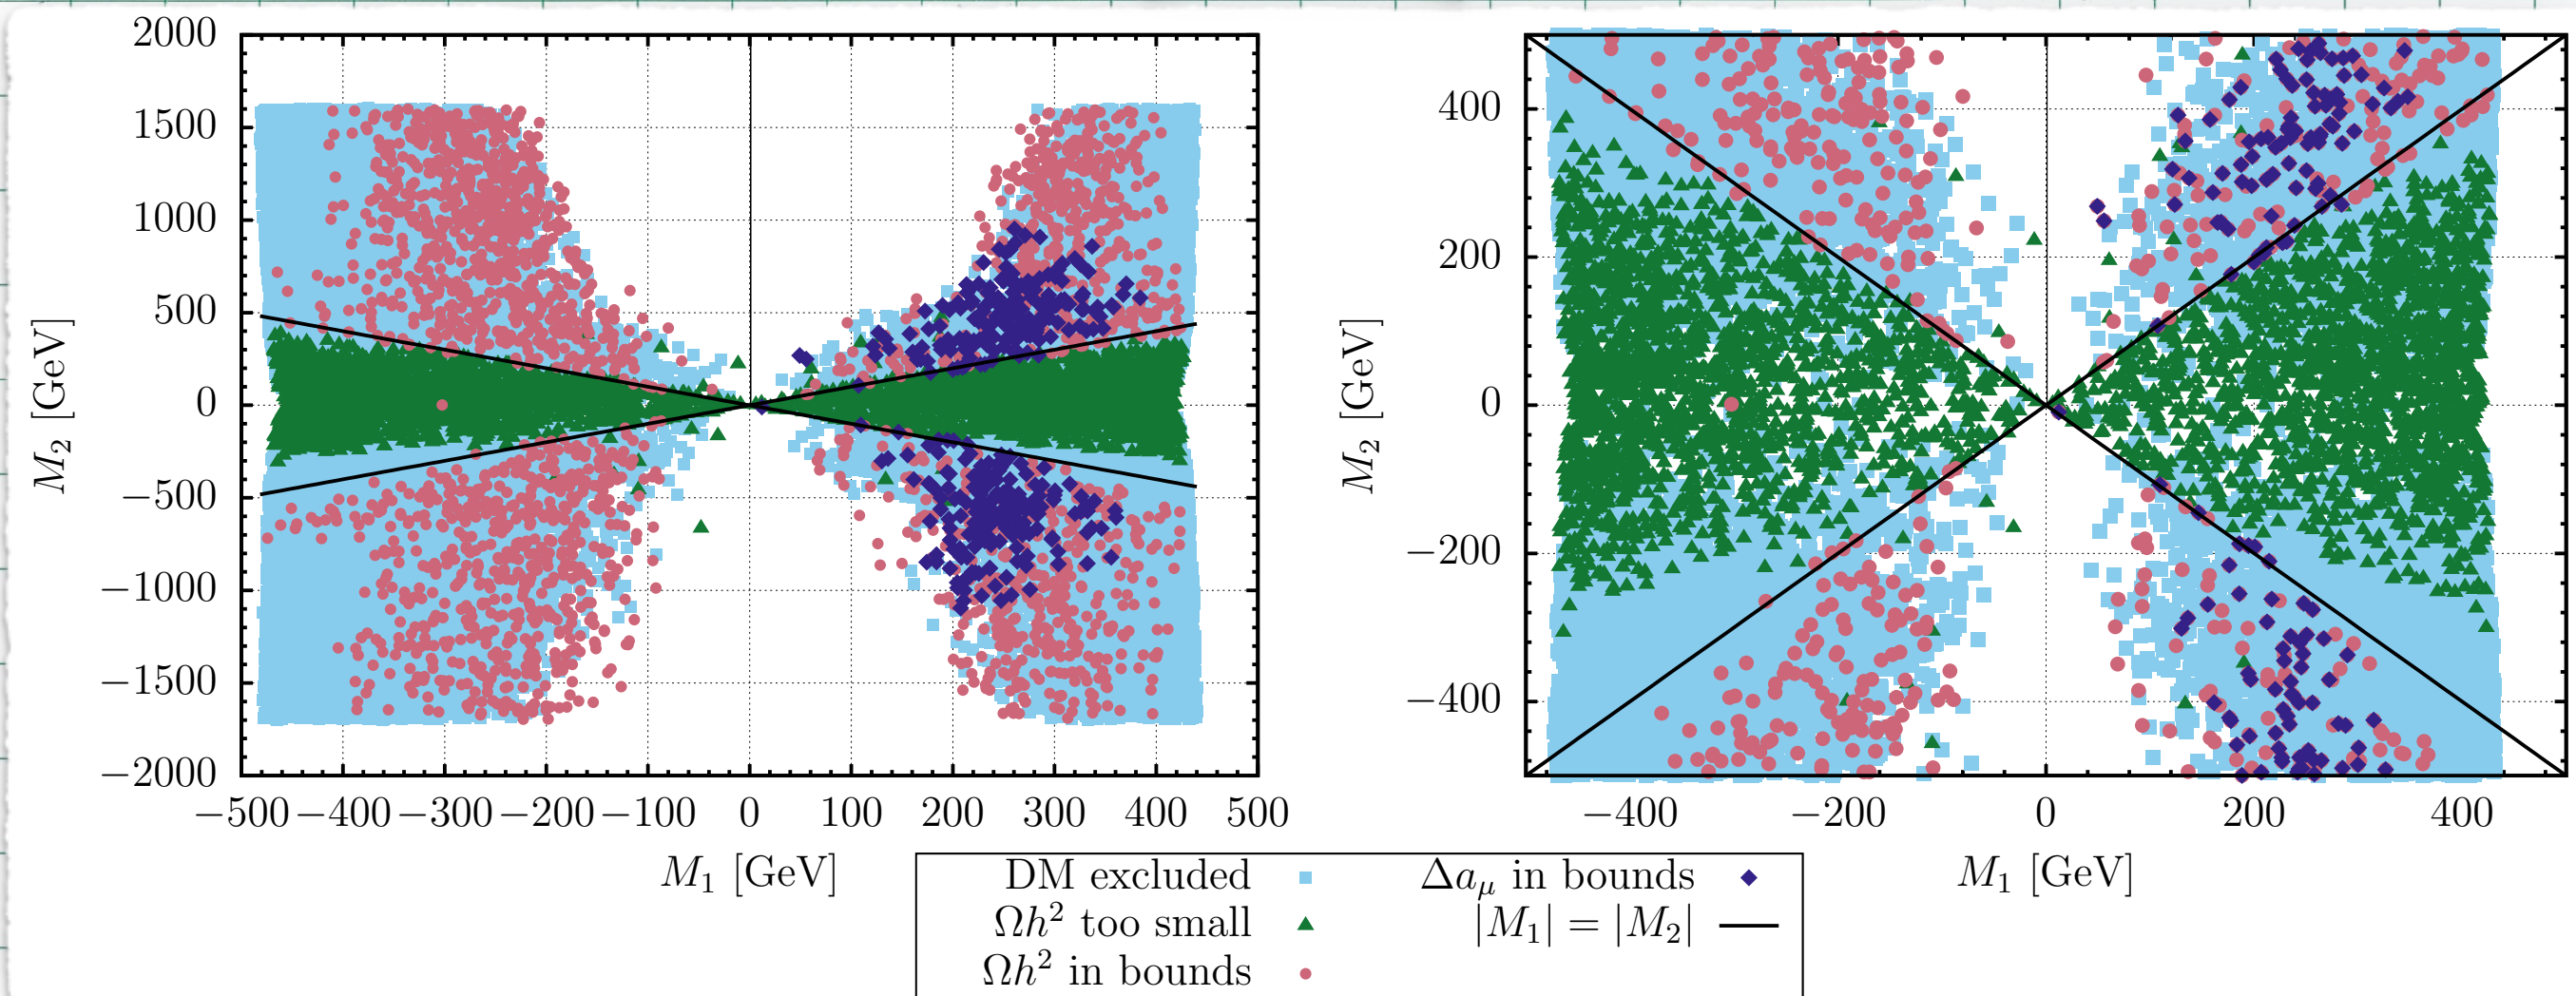 2000
1500
1000
500
0
−500
−1000
−1500
−2000
M₂ [GeV]
−500 −400 −300 −200 −100 0 100 200 300 400 500
M₁ [GeV]
400
200
0
−200
−400
M₂ [GeV]
−400 −200 0 200 400
M₁ [GeV]
DM excluded
Ωh² too small
Ωh² in bounds
Δaμ in bounds
|M₁| = |M₂|